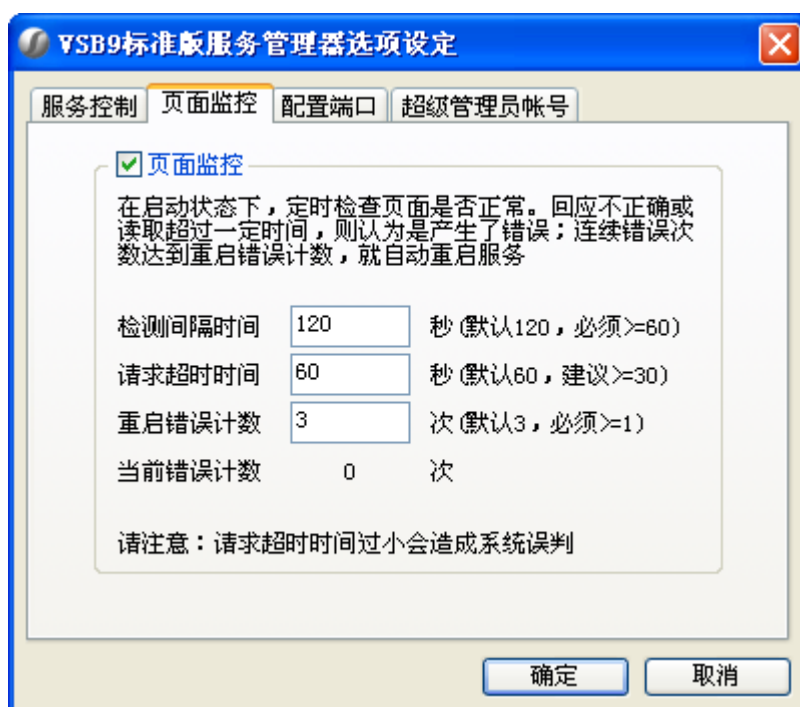 VSB9标准版服务管理器选项设定
服务控制 页面监控 配置端口 超级管理员帐号
页面监控
在启动状态下，定时检查页面是否正常。回应不正确或
读取超过一定时间，则认为是产生了错误；连续错误次
数达到重启错误计数，就自动重启服务
检测间隔时间 120 秒(默认120，必须>=60)
请求超时时间 60 秒(默认60，建议>=30)
重启错误计数 3 次(默认3，必须>=1)
当前错误计数 0 次
请注意：请求超时时间过小会造成系统误判
确定 取消